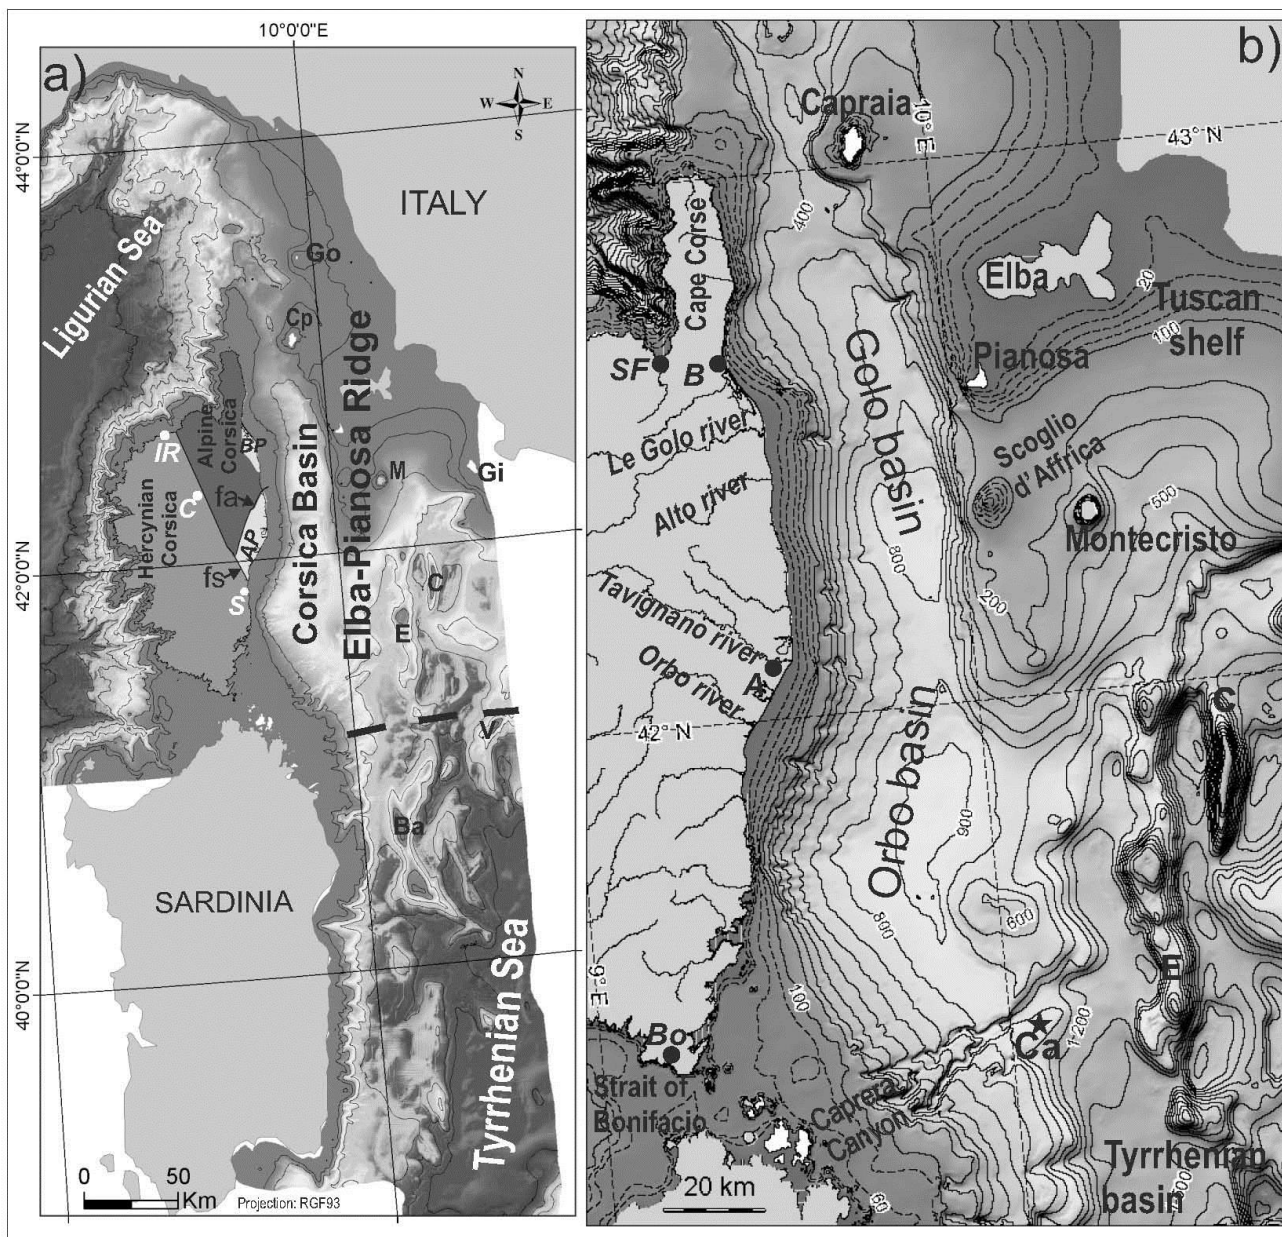 10°0'0"E
a)
N
W E
S
44°0'0"N
ITALY
Ligurian Sea
Go
Cp
Elba-Pianosa Ridge
Alpine
Corsica
BP
IR
Corsica Basin
M
Gi
Hercynian
Corsica
fa
C
AP
42°0'0"N
fs
S
C
E
V
Ba
SARDINIA
Tyrrhenian Sea
40°0'0"N
0 50
Km
Projection: RGF93
b)
Capraia
10° E
43° N
400
Cape Corse
Elba
20
Tuscan
shelf
100
Pianosa
SF
B
Golo basin
Le Golo river
Scoglio
d'Affrica
Alto river
500
Montecristo
800
200
Tavignano river
A
Orbo river
C
42° N
Orbo basin
900
600
800
E
9° E
100
Ca
1200
Bo
Strait of
Bonifacio
Caprera
Canyon
Tyrrhenian
basin
20 km
60